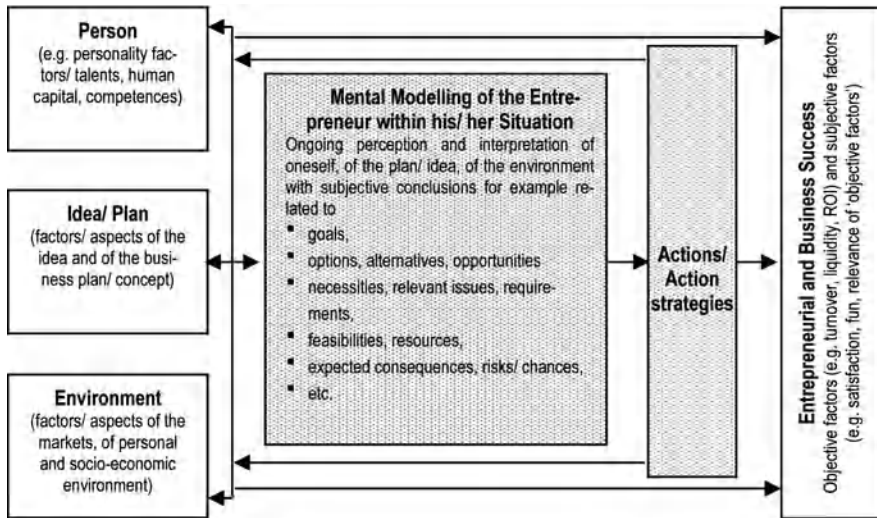 Person
(e.g. personality fac-
tors/ talents, human
capital, competences)
Idea/ Plan
(factors/ aspects of the
idea and of the busi-
ness plan/ concept)
Environment
(factors/ aspects of the
markets, of personal
and socio-economic
environment)
Mental Modelling of the Entre-
preneur within his/ her Situation
Ongoing perception and interpretation of
oneself, of the plan/ idea, of the environment
with subjective conclusions for example re-
lated to
▪ goals,
▪ options, alternatives, opportunities
▪ necessities, relevant issues, require-
ments,
▪ feasibilities, resources,
▪ expected consequences, risks/ chances,
▪ etc.
Actions/
Action
strategies
Entrepreneurial and Business Success
Objective factors (e.g. turnover, liquidity, ROI) and subjective factors
(e.g. satisfaction, fun, relevance of 'objective factors')